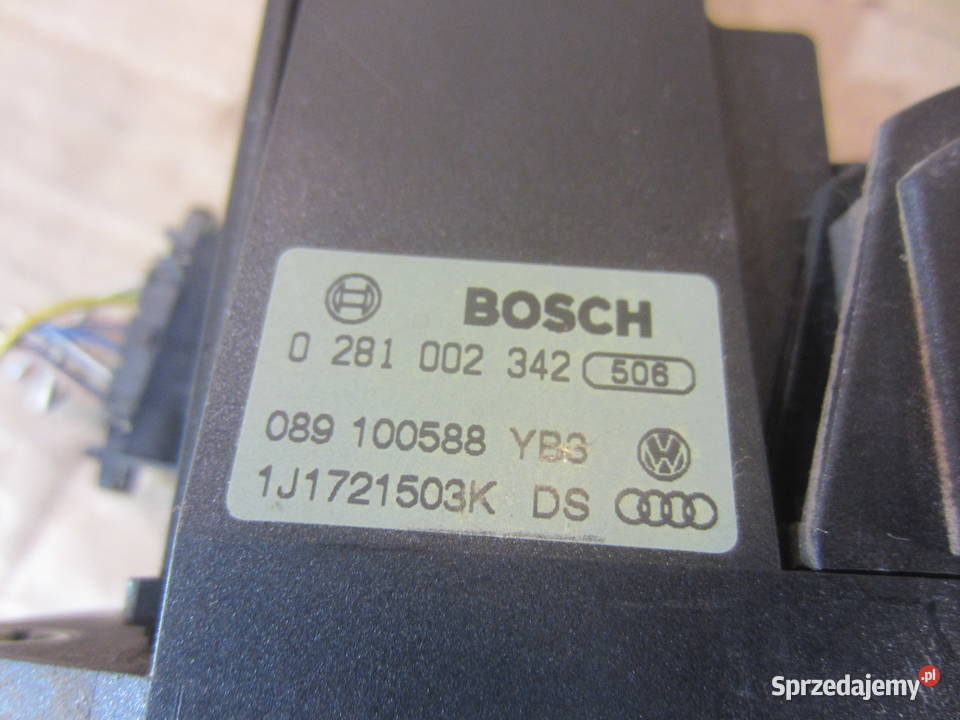 BOSCH
0 281 002 342 506
089 100588 YBG
1J1721503K DS
Sprzedajemy.pl